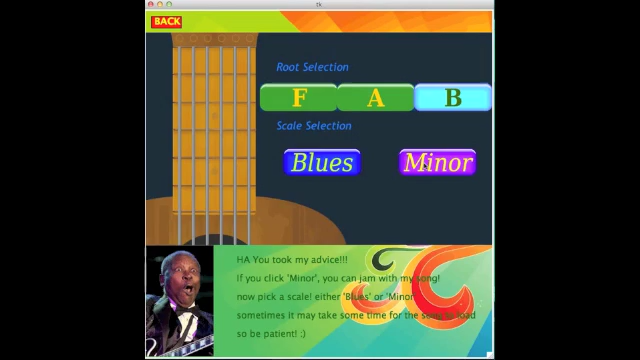 tk
BACK
Root Selection
F A B
Scale Selection
Blues Minor
HA You took my advice!!!
If you click 'Minor', you can jam with my song!
now pick a scale! either 'Blues' or 'Minor
sometimes it may take some time for the song to load
so be patient! ;)